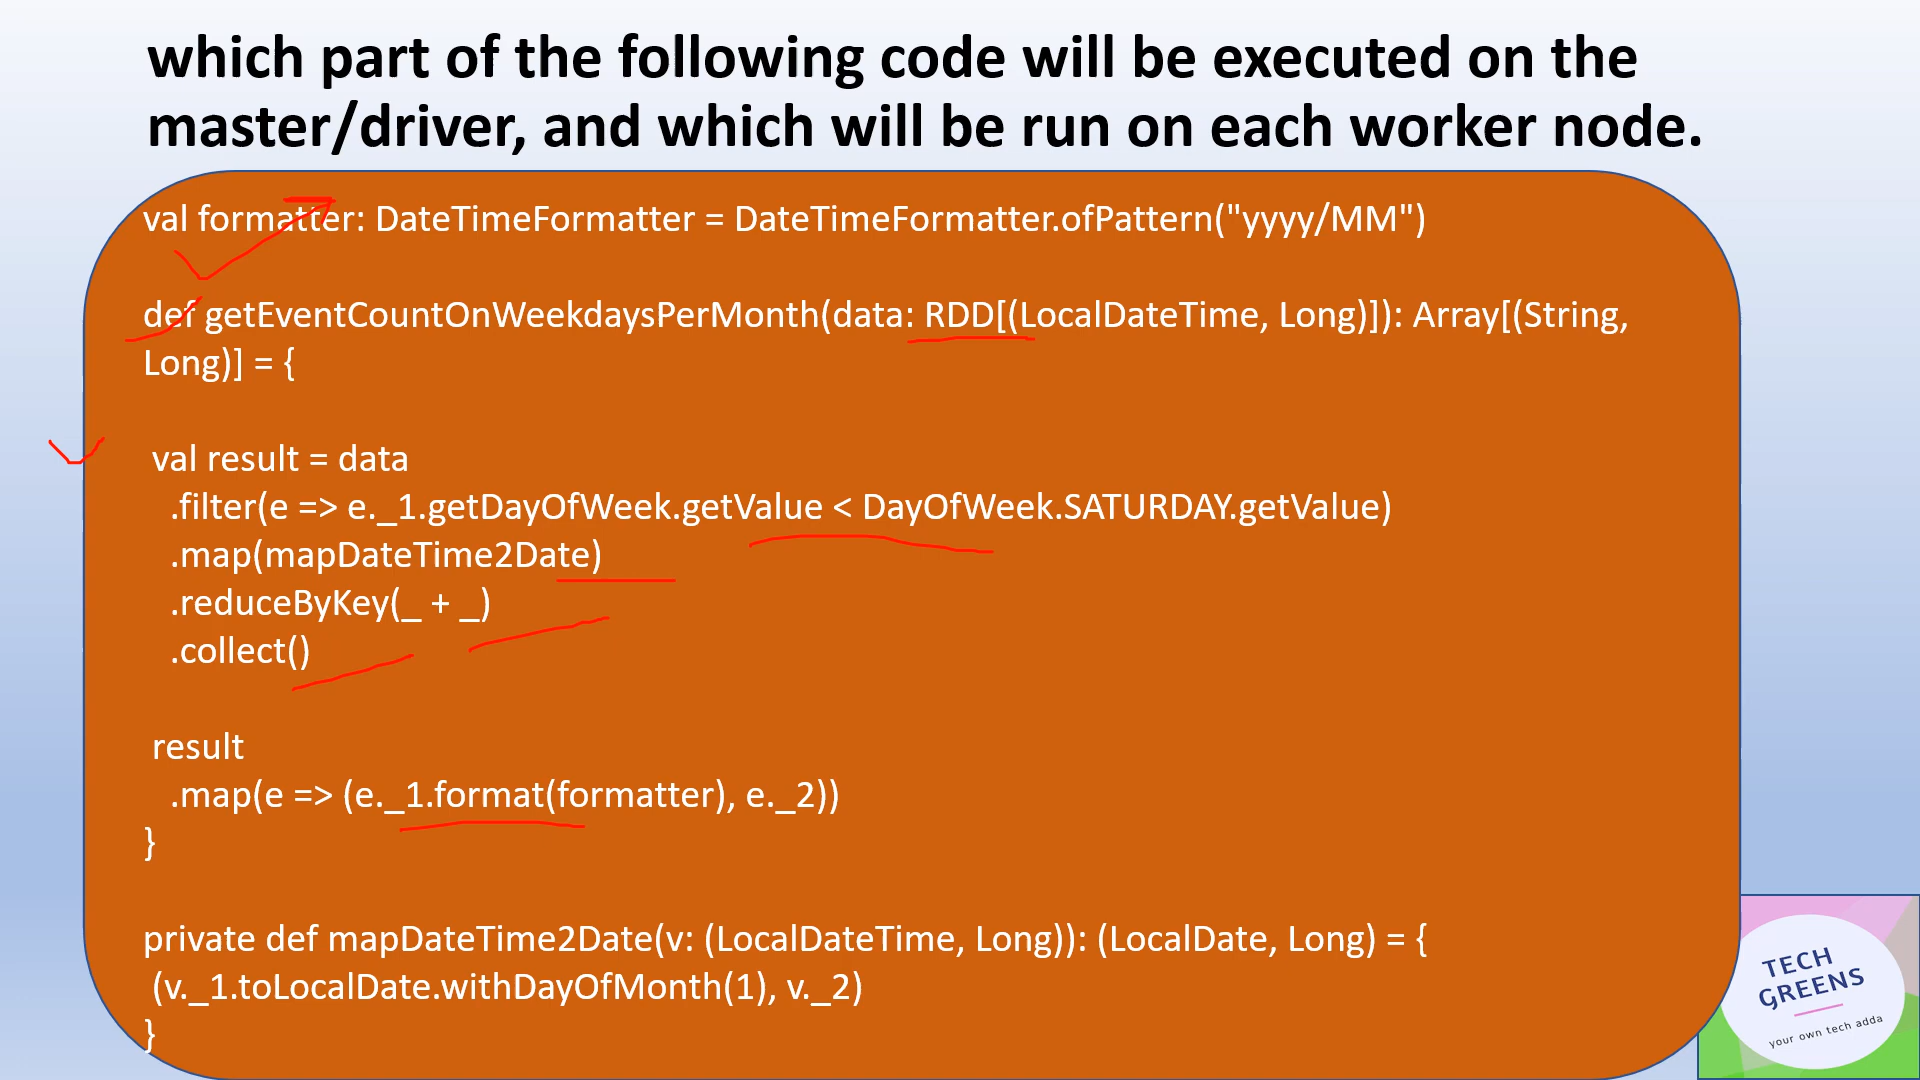 which part of the following code will be executed on the
master/driver, and which will be run on each worker node.
val formatter: DateTimeFormatter = DateTimeFormatter.ofPattern("yyyy/MM")
def getEventCountOnWeekdaysPerMonth(data: RDD[(LocalDateTime, Long)]): Array[(String,
Long)] = {
val result = data
.filter(e => e._1.getDayOfWeek.getValue < DayOfWeek.SATURDAY.getValue)
.map(mapDateTime2Date)
.reduceByKey(_ + _)
.collect()
result
.map(e => (e._1.format(formatter), e._2))
}
private def mapDateTime2Date(v: (LocalDateTime, Long)): (LocalDate, Long) = {
(v._1.toLocalDate.withDayOfMonth(1), v._2)
}
TECH
GREENS
your own tech adda